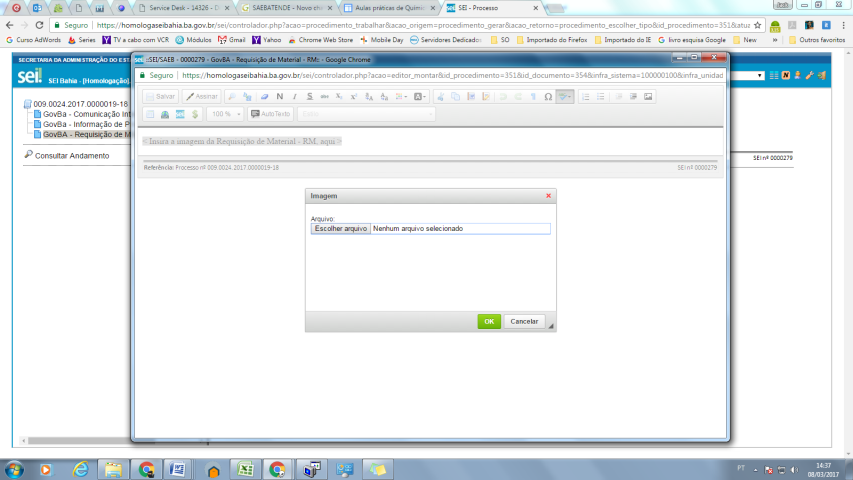 Service Desk - 14326 - D
SAEBATENDE - Novo ch
Aulas práticas de Químic
SEI - Processo
Seguro
https://homologaseibahia.ba.gov.br/sei/controlador.php?acao=procedimento_trabalhar&acao_origem=procedimento_gerar&acao_retorno=procedimento_escolher_tipo&id_procedimento=351&atua
Curso AdWords
Series
TV a cabo com VCR
Módulos
Gmail
Yahoo
Chrome Web Store
Mobile Day
Servidores Dedicados
SO
Importado do Firefox
Importado do IE
livro esquisa Google
New
Outros favoritos
SECRETARIA DA ADMINISTRAÇÃO DO EST
sei!
SEI Bahia - [Homologação]
009.0024.2017.0000019-18
GovBa - Comunicação Int
GovBa - Informação de P
GovBA - Requisição de M
Consultar Andamento
SEI nº 0000279
::SEI/SAEB - 0000279 - GovBA - Requisição de Material - RM:: - Google Chrome
Seguro
https://homologaseibahia.ba.gov.br/sei/controlador.php?acao=editor_montar&id_procedimento=351&id_documento=354&infra_sistema=100000100&infra_unidad
Salvar
Assinar
N I S abc
100 %
AutoTexto
Estilo
< Insira a imagem da Requisição de Material - RM, aqui >
Referência: Processo nº 009.0024.2017.0000019-18
SEI nº 0000279
Imagem
Arquivo:
Escolher arquivo
Nenhum arquivo selecionado
OK
Cancelar
PT
14:37
08/03/2017